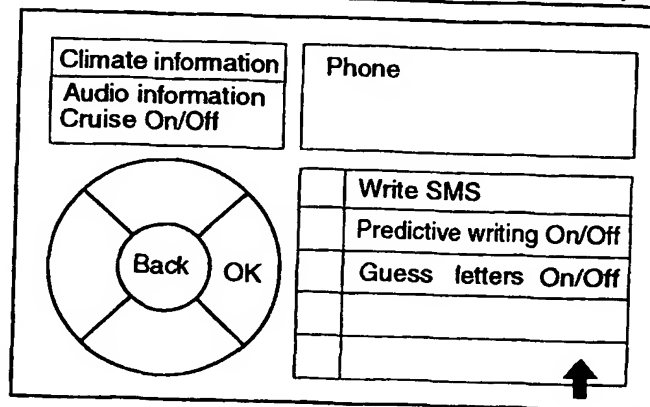 Climate information
Audio information
Cruise On/Off
Phone
Back
OK
Write SMS
Predictive writing On/Off
Guess letters On/Off